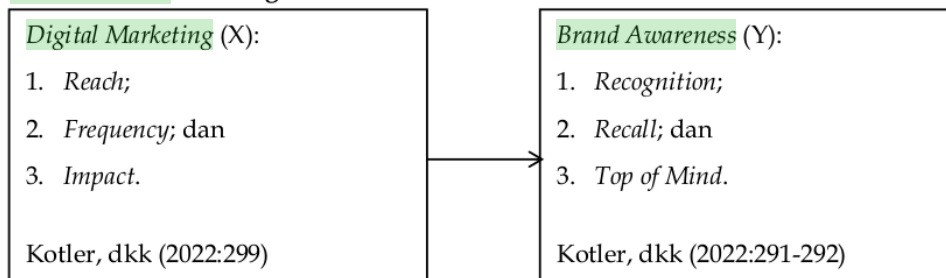 Digital Marketing (X):
1. Reach;
2. Frequency; dan
3. Impact.
Kotler, dkk (2022:299)
Brand Awareness (Y):
1. Recognition;
2. Recall; dan
3. Top of Mind.
Kotler, dkk (2022:291-292)